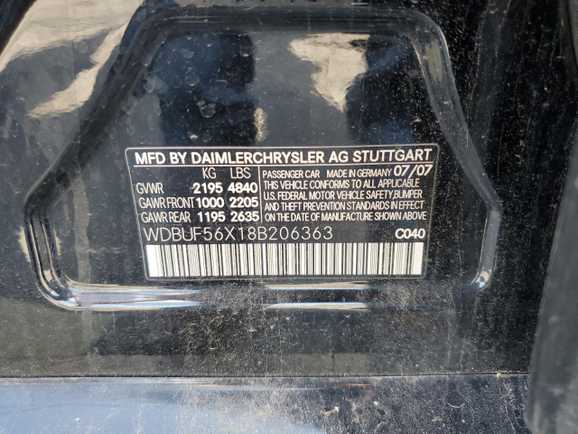 MFD BY DAIMLERCHRYSLER AG STUTTGART
KG LBS
GVWR 2195 4840
GAWR FRONT 1000 2205
GAWR REAR 1195 2635
PASSENGER CAR MADE IN GERMANY 07/07
THIS VEHICLE CONFORMS TO ALL APPLICABLE
U.S. FEDERAL MOTOR VEHICLE SAFETY, BUMPER
AND THEFT PREVENTION STANDARDS IN EFFECT
ON THE DATE OF MANUFACTURE SHOWN ABOVE.
WDBUF56X18B206363 C040